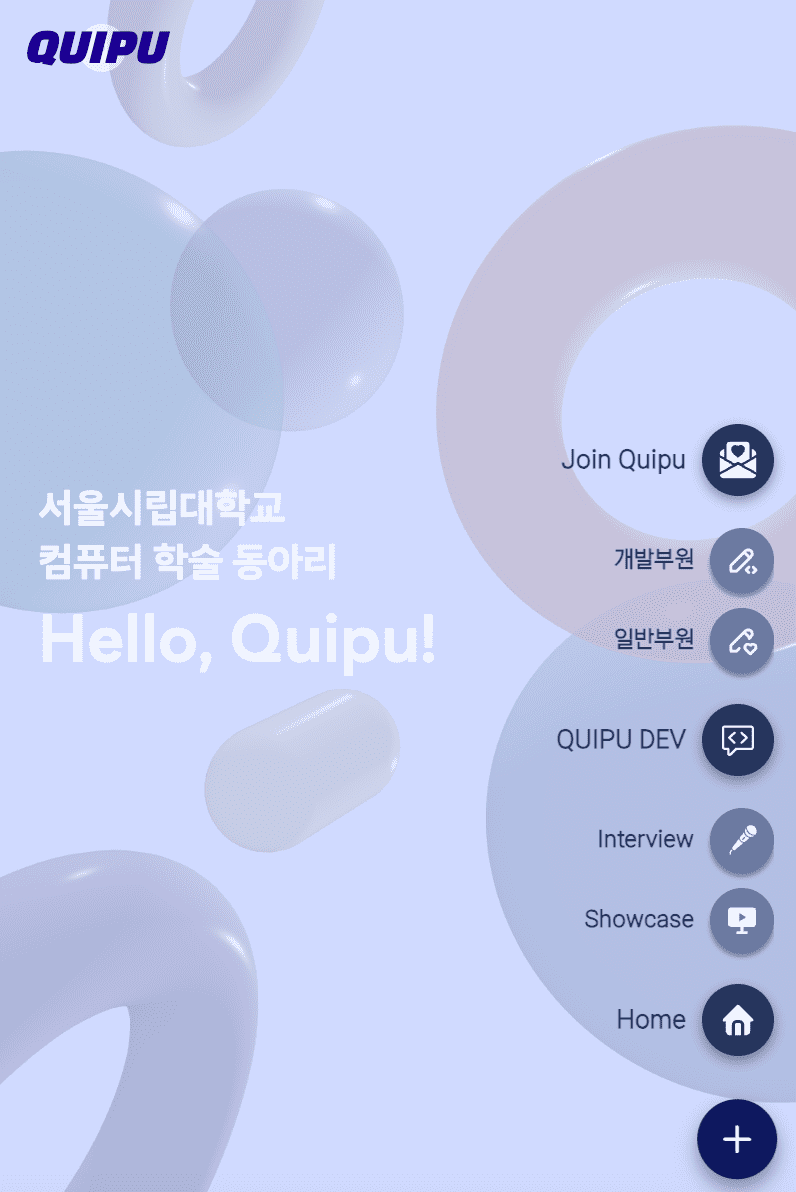 QUIPU
서울시립대학교
컴퓨터 학술 동아리
Hello, Quipu!
Join Quipu
개발부원
일반부원
QUIPU DEV
Interview
Showcase
Home